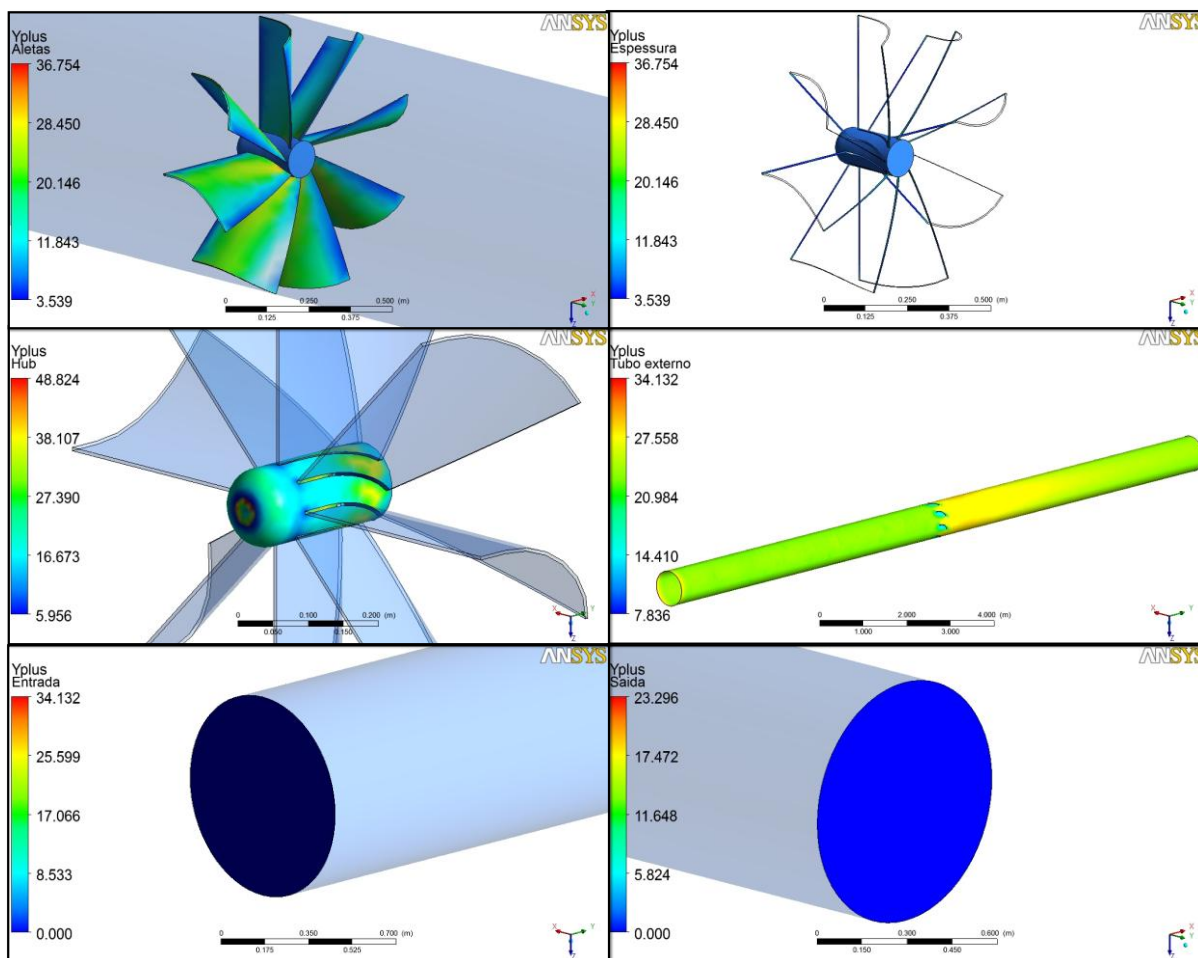 ANSYS
Yplus
Aletas
36.754
28.450
20.146
11.843
3.539
0 0.250 0.500 (m)
0.125 0.375
X
Y
Z
ANSYS
Yplus
Espessura
36.754
28.450
20.146
11.843
3.539
0 0.250 0.500 (m)
0.125 0.375
X
Y
Z
ANSYS
Yplus
Hub
48.824
38.107
27.390
16.673
5.956
0 0.100 0.200 (m)
0.050 0.150
X
Y
Z
ANSYS
Yplus
Tubo externo
34.132
27.558
20.984
14.410
7.836
0 2.000 4.000 (m)
1.000 3.000
X
Y
Z
ANSYS
Yplus
Entrada
34.132
25.599
17.066
8.533
0.000
0 0.350 0.700 (m)
0.175 0.525
X
Y
Z
ANSYS
Yplus
Saida
23.296
17.472
11.648
5.824
0.000
0 0.300 0.600 (m)
0.150 0.450
X
Y
Z